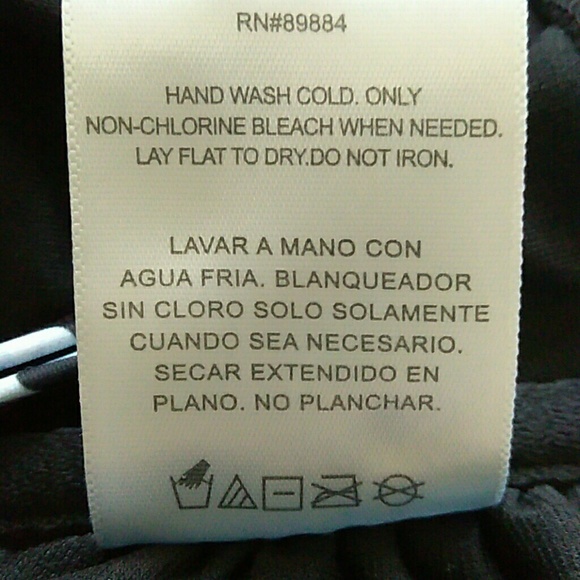 RN#89884
HAND WASH COLD. ONLY
NON-CHLORINE BLEACH WHEN NEEDED.
LAY FLAT TO DRY.DO NOT IRON.
LAVAR A MANO CON
AGUA FRIA. BLANQUEADOR
SIN CLORO SOLO SOLAMENTE
CUANDO SEA NECESARIO.
SECAR EXTENDIDO EN
PLANO. NO PLANCHAR.